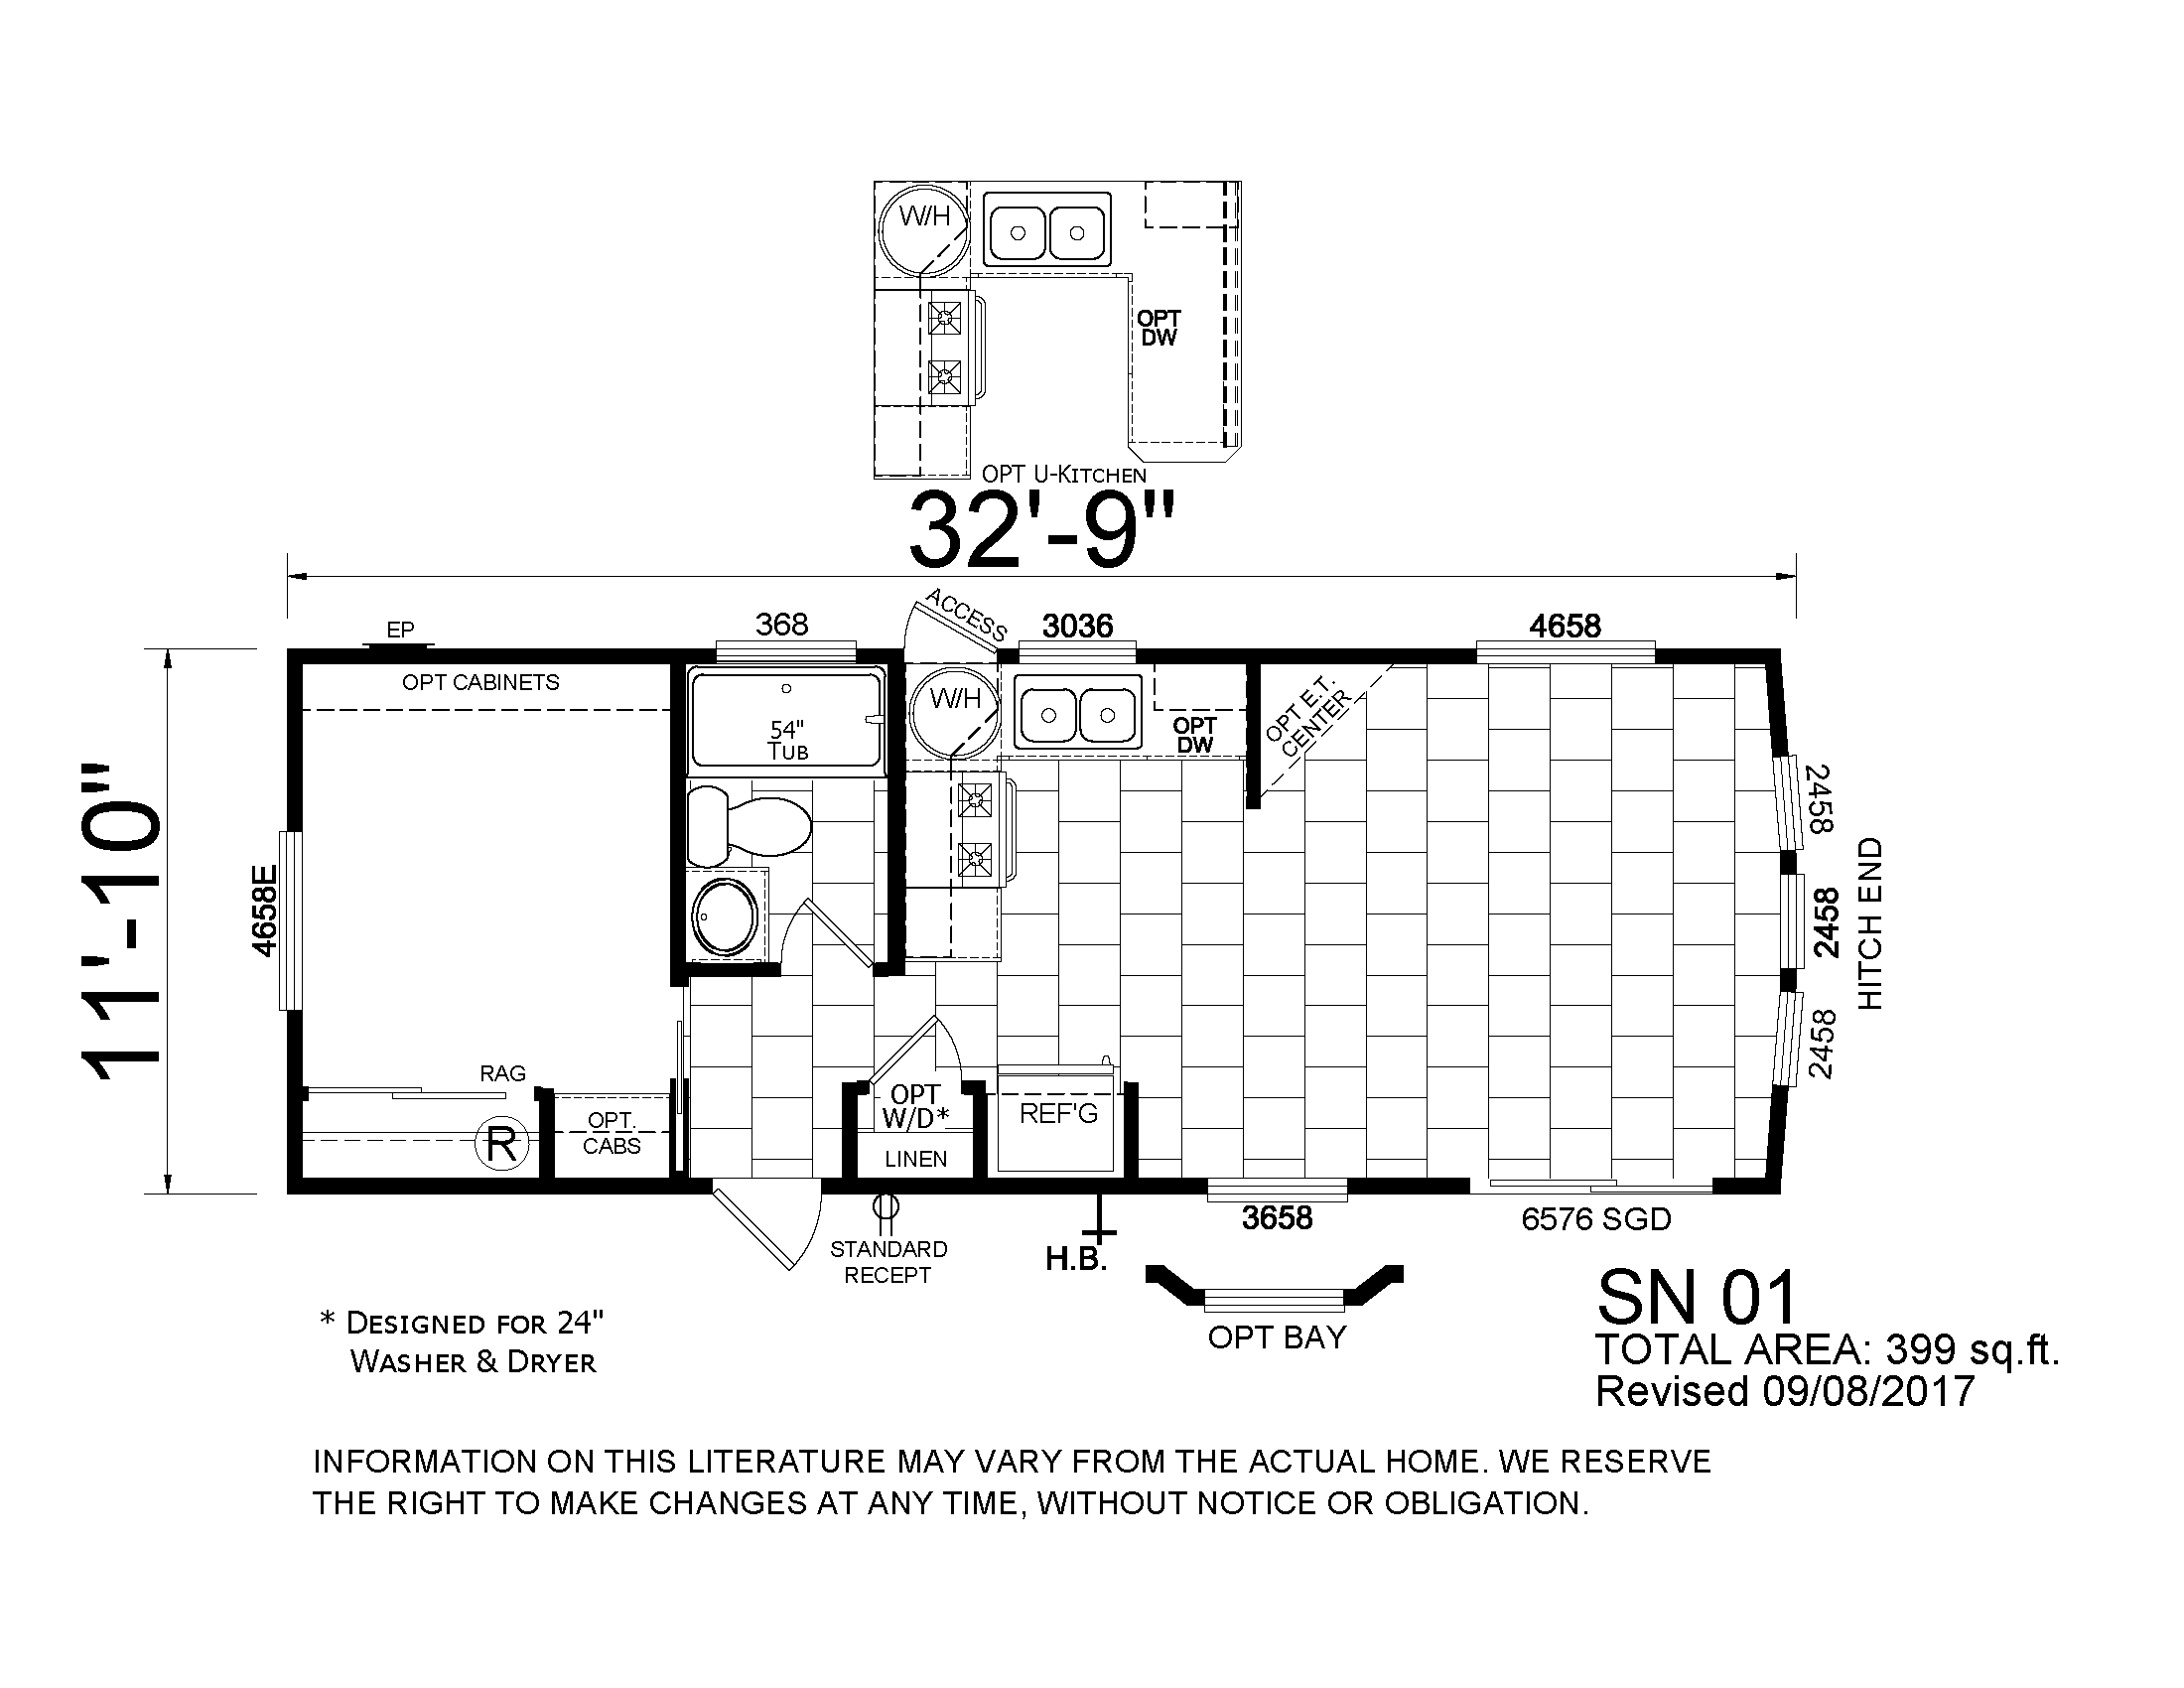 W/H
OPT
DW
OPT U-KITCHEN
32'-9"
ACCESS
EP
368
3036
4658
OPT CABINETS
W/H
54"
TUB
OPT
DW
OPT E.T.
CENTER
2458
11'-10"
4658E
2458
HITCH END
2458
RAG
OPT
W/D*
REF'G
OPT.
CABS
R
LINEN
3658
6576 SGD
STANDARD
RECEPT
H.B.
OPT BAY
* DESIGNED FOR 24"
WASHER & DRYER
SN 01
TOTAL AREA: 399 sq.ft.
Revised 09/08/2017
INFORMATION ON THIS LITERATURE MAY VARY FROM THE ACTUAL HOME. WE RESERVE
THE RIGHT TO MAKE CHANGES AT ANY TIME, WITHOUT NOTICE OR OBLIGATION.